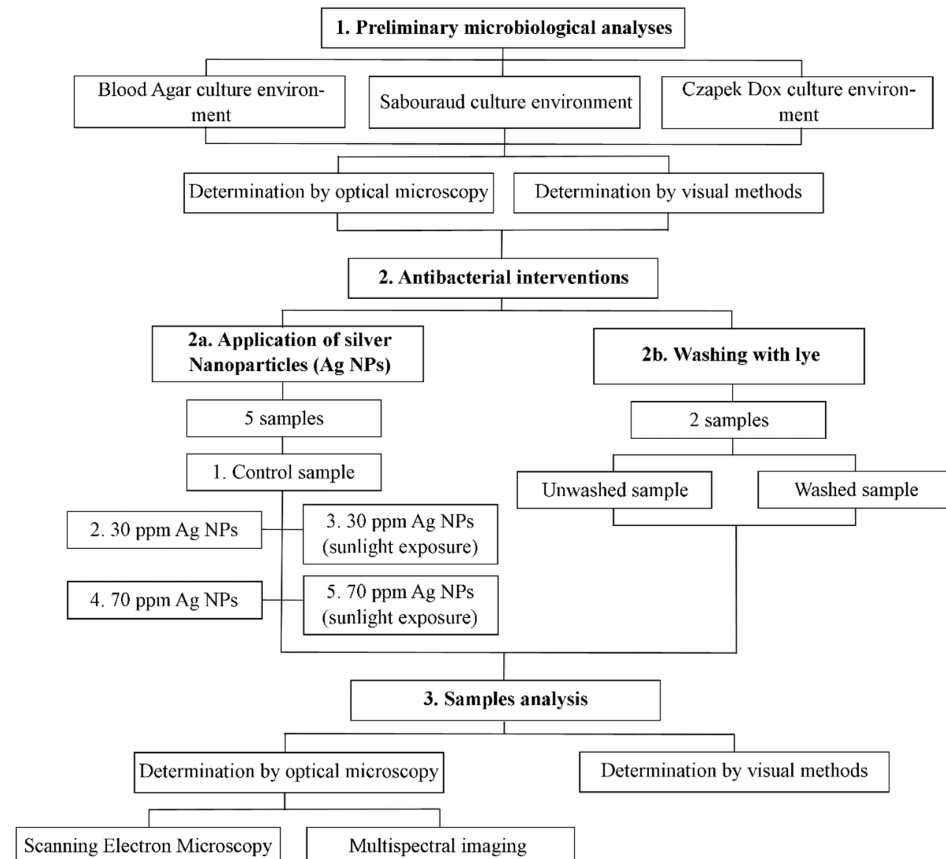 1. Preliminary microbiological analyses
Blood Agar culture environ-
ment
Sabouraud culture environment
Czapek Dox culture environ-
ment
Determination by optical microscopy
Determination by visual methods
2. Antibacterial interventions
2a. Application of silver
Nanoparticles (Ag NPs)
2b. Washing with lye
5 samples
2 samples
1. Control sample
Unwashed sample
Washed sample
2. 30 ppm Ag NPs
3. 30 ppm Ag NPs
(sunlight exposure)
4. 70 ppm Ag NPs
5. 70 ppm Ag NPs
(sunlight exposure)
3. Samples analysis
Determination by optical microscopy
Determination by visual methods
Scanning Electron Microscopy
Multispectral imaging